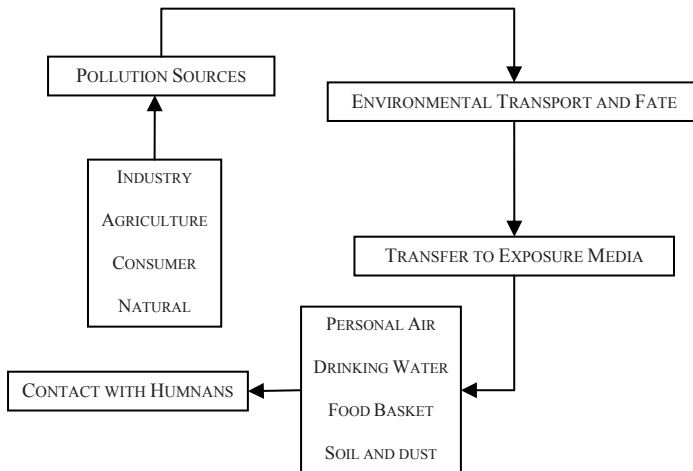 POLLUTION SOURCES
ENVIRONMENTAL TRANSPORT AND FATE
INDUSTRY
AGRICULTURE
CONSUMER
NATURAL
TRANSFER TO EXPOSURE MEDIA
PERSONAL AIR
DRINKING WATER
FOOD BASKET
SOIL AND DUST
CONTACT WITH HUMNANS